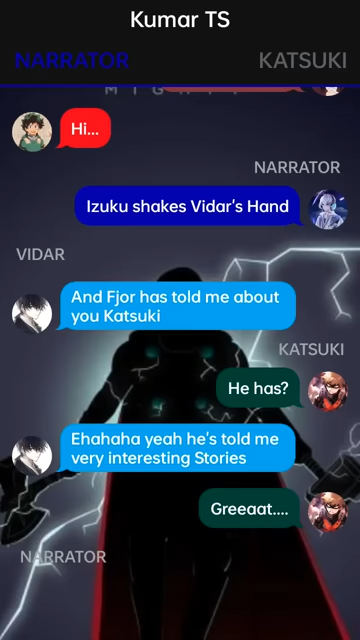 Kumar TS
NARRATOR
KATSUKI
Hi...
NARRATOR
Izuku shakes Vidar's Hand
VIDAR
And Fjor has told me about
you Katsuki
KATSUKI
He has?
Ehahaha yeah he's told me
very interesting Stories
Greeaat....
NARRATOR